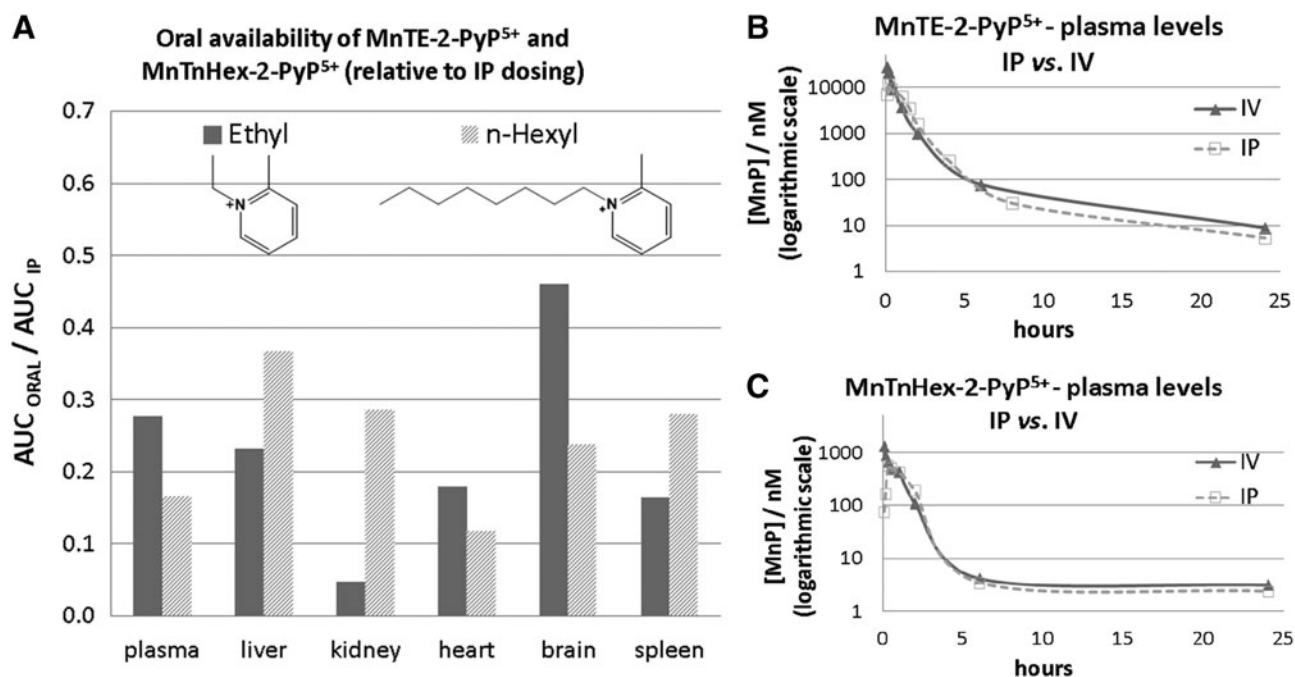 A
Oral availability of MnTE-2-PyP5+ and
MnTnHex-2-PyP5+ (relative to IP dosing)
0.7
0.6
0.5
0.4
0.3
0.2
0.1
0.0
AUC ORAL / AUC IP
Ethyl
n-Hexyl
+N
N
+
plasma liver kidney heart brain spleen
B
MnTE-2-PyP5+ - plasma levels
IP vs. IV
[MnP] / nM
(logarithmic scale)
10000
1000
100
10
1
IV
IP
0 5 10 15 20 25
hours
C
MnTnHex-2-PyP5+ - plasma levels
IP vs. IV
[MnP] / nM
(logarithmic scale)
1000
100
10
1
IV
IP
0 5 10 15 20 25
hours